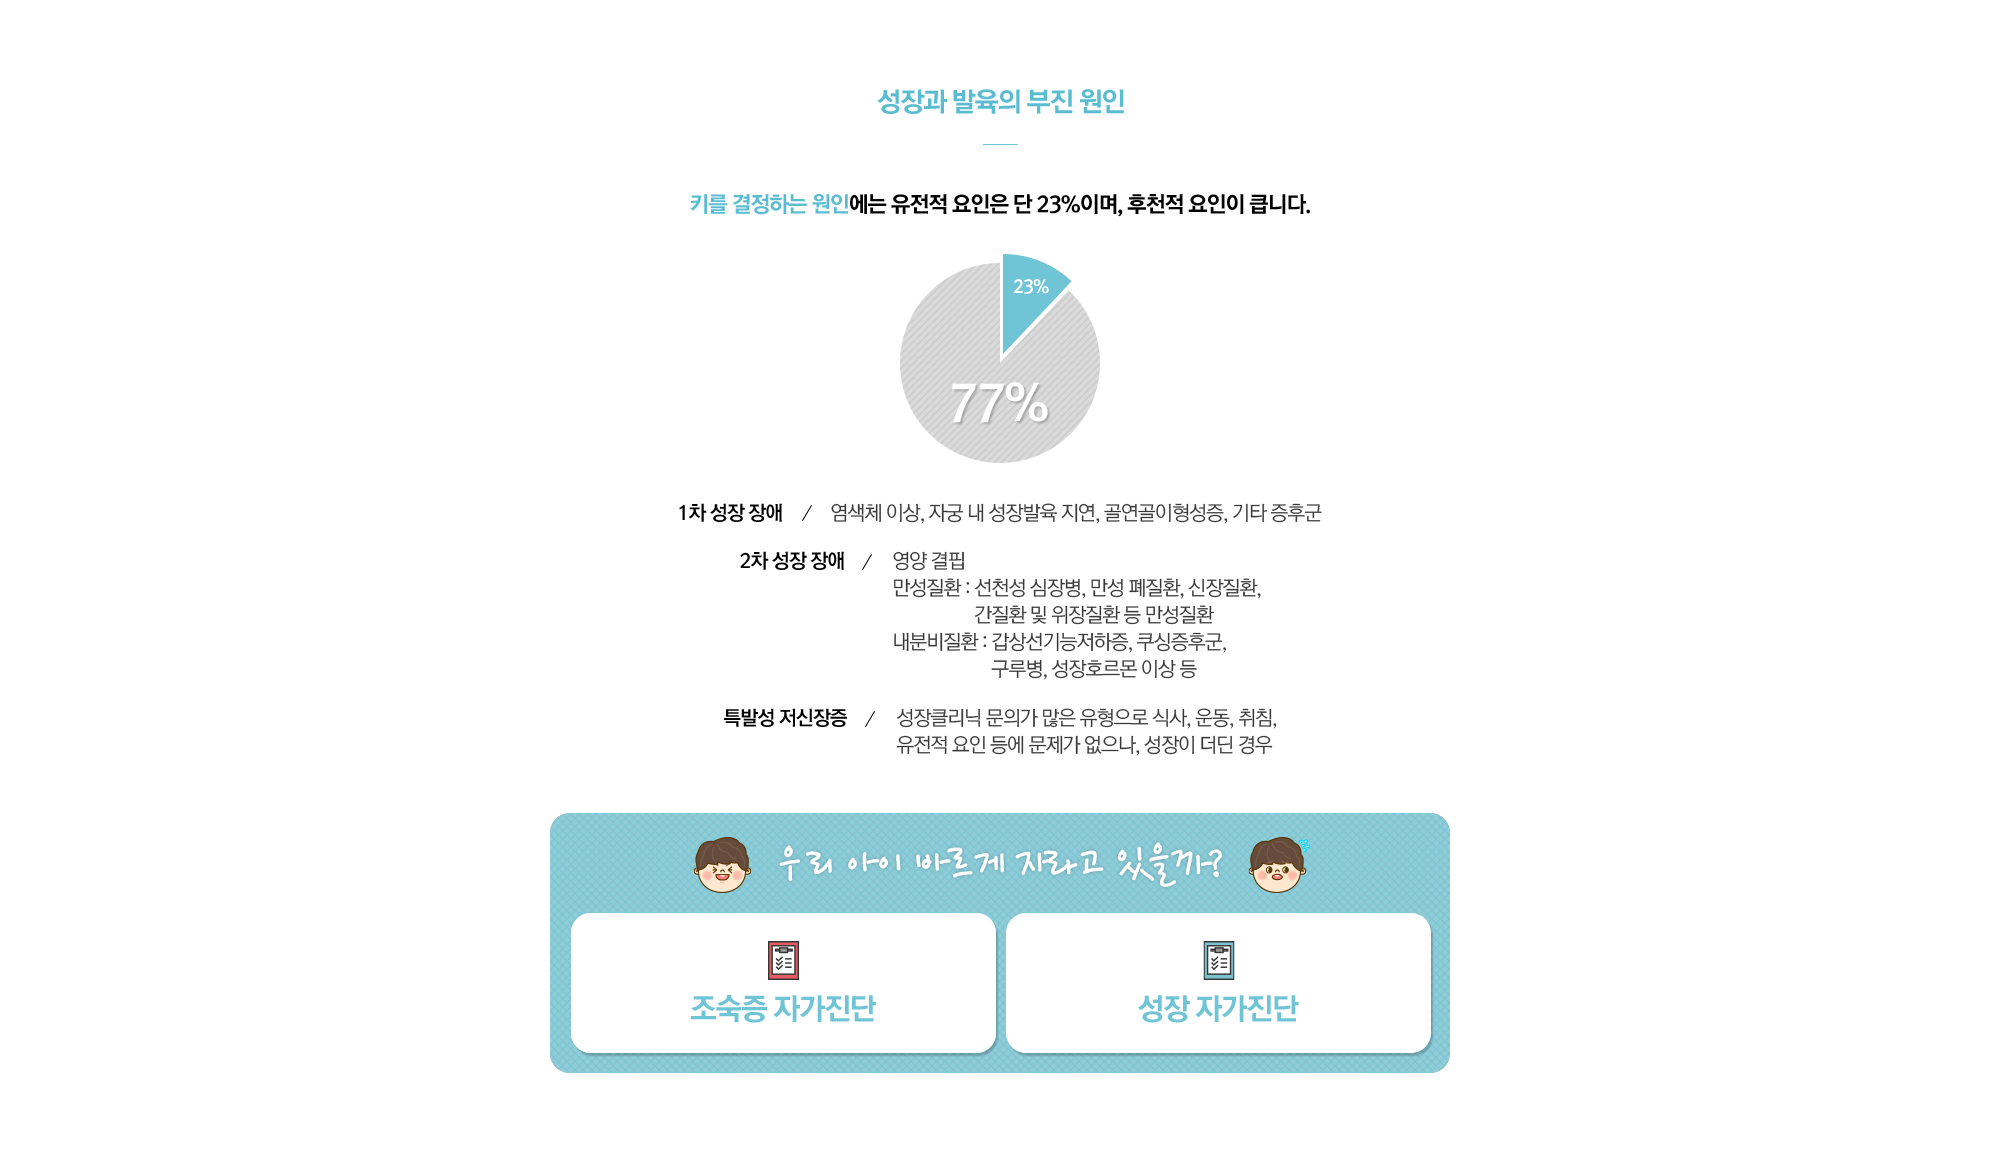 성장과 발육의 부진 원인
키를 결정하는 원인에는 유전적 요인은 단 23%이며, 후천적 요인이 큽니다.
23%
77%
1차 성장 장애 / 염색체 이상, 자궁 내 성장발육 지연, 골연골이형성증, 기타 증후군
2차 성장 장애 / 영양 결핍
만성질환 : 선천성 심장병, 만성 폐질환, 신장질환,
간질환 및 위장질환 등 만성질환
내분비질환 : 갑상선기능저하증, 쿠싱증후군,
구루병, 성장호르몬 이상 등
특발성 저신장증 / 성장클리닉 문의가 많은 유형으로 식사, 운동, 취침,
유전적 요인 등에 문제가 없으나, 성장이 더딘 경우
우리 아이 바르게 자라고 있을까?
조숙증 자가진단
성장 자가진단